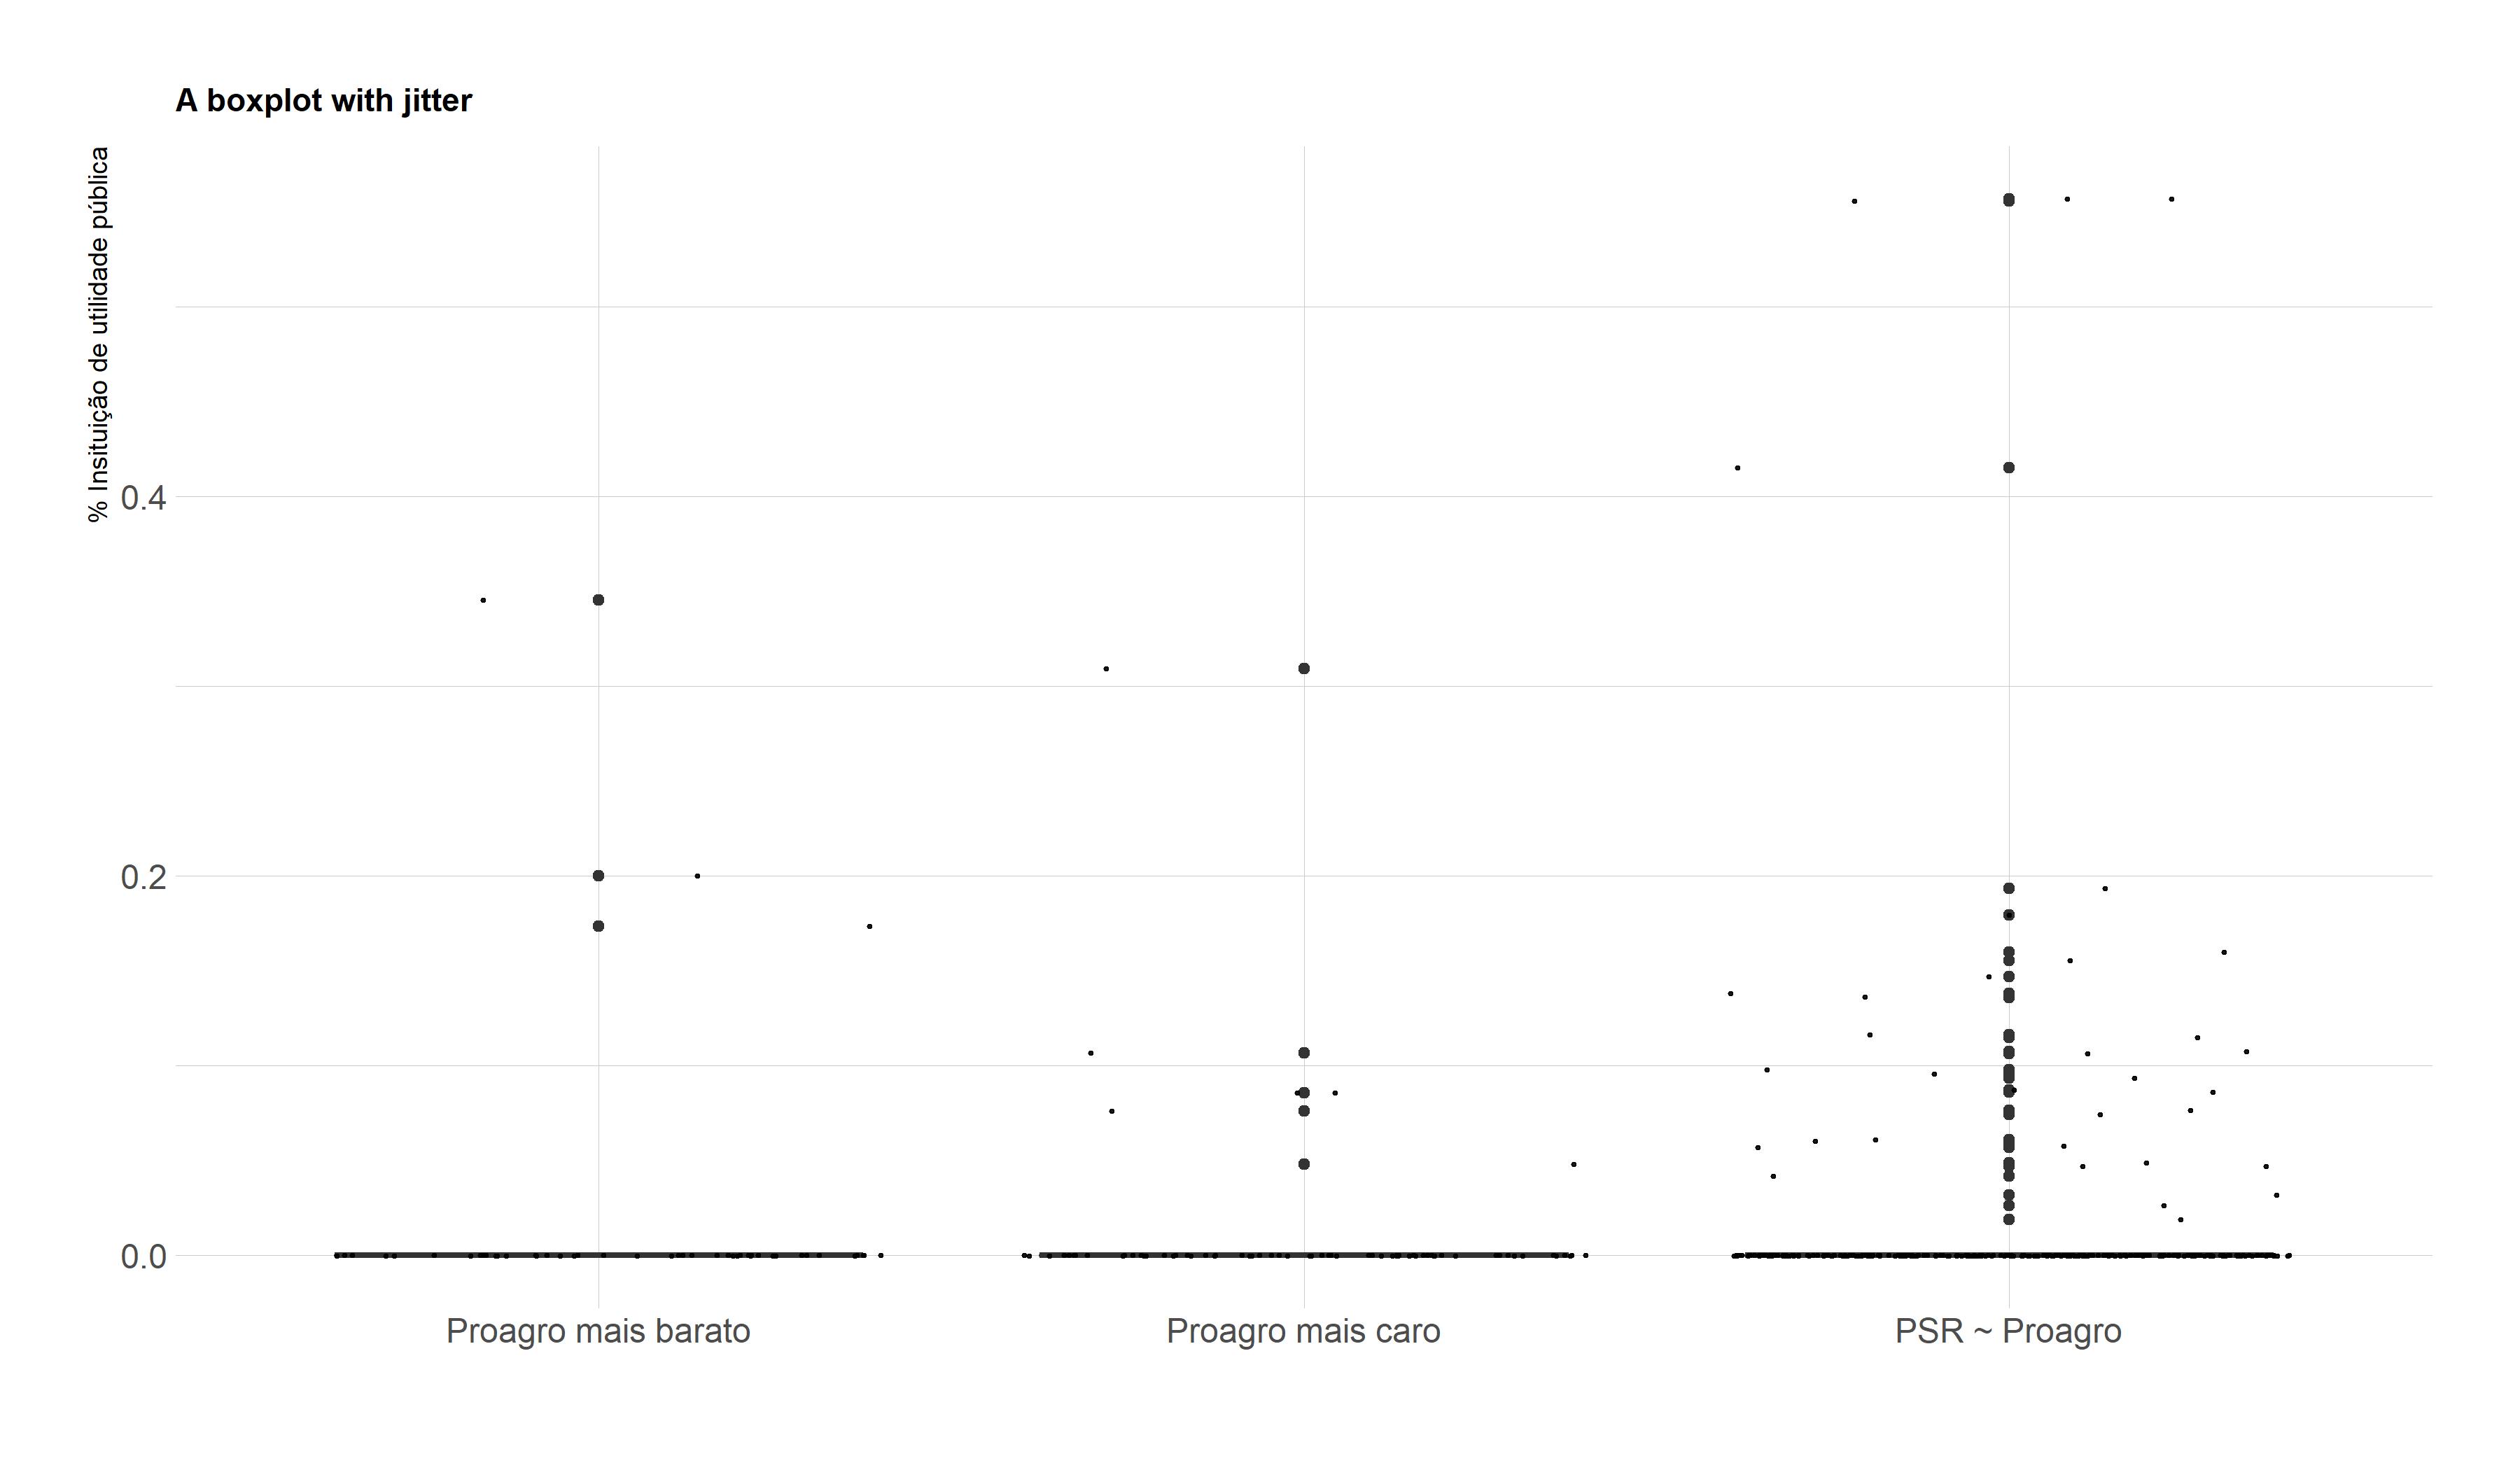 A boxplot with jitter
% Insituição de utilidade pública
0.4
0.2
0.0
Proagro mais barato
Proagro mais caro
PSR ~ Proagro